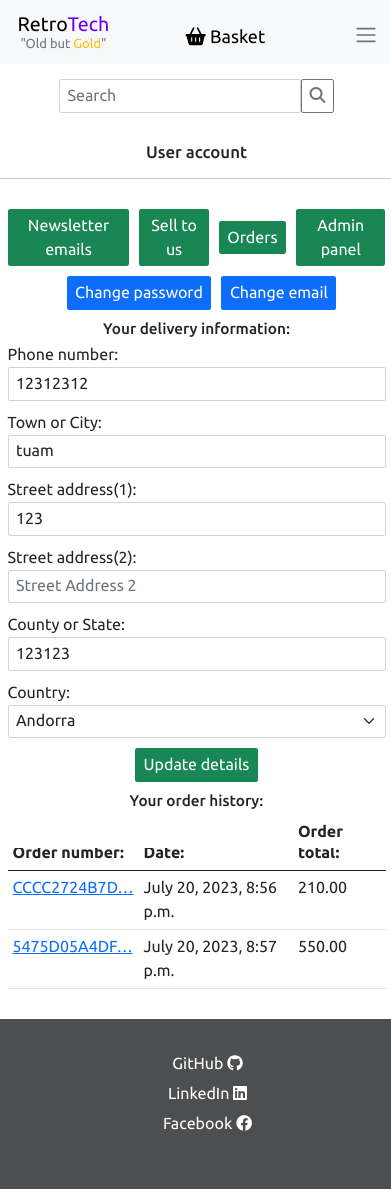 RetroTech
"Old but Gold"
Basket
Search
User account
Newsletter
emails
Sell to
us
Orders
Admin
panel
Change password
Change email
Your delivery information:
Phone number:
12312312
Town or City:
tuam
Street address(1):
123
Street address(2):
Street Address 2
County or State:
123123
Country:
Andorra
Update details
Your order history:
Order number: Date: Order total:
CCCC2724B7D... July 20, 2023, 8:56 p.m. 210.00
5475D05A4DF... July 20, 2023, 8:57 p.m. 550.00
GitHub
LinkedIn
Facebook